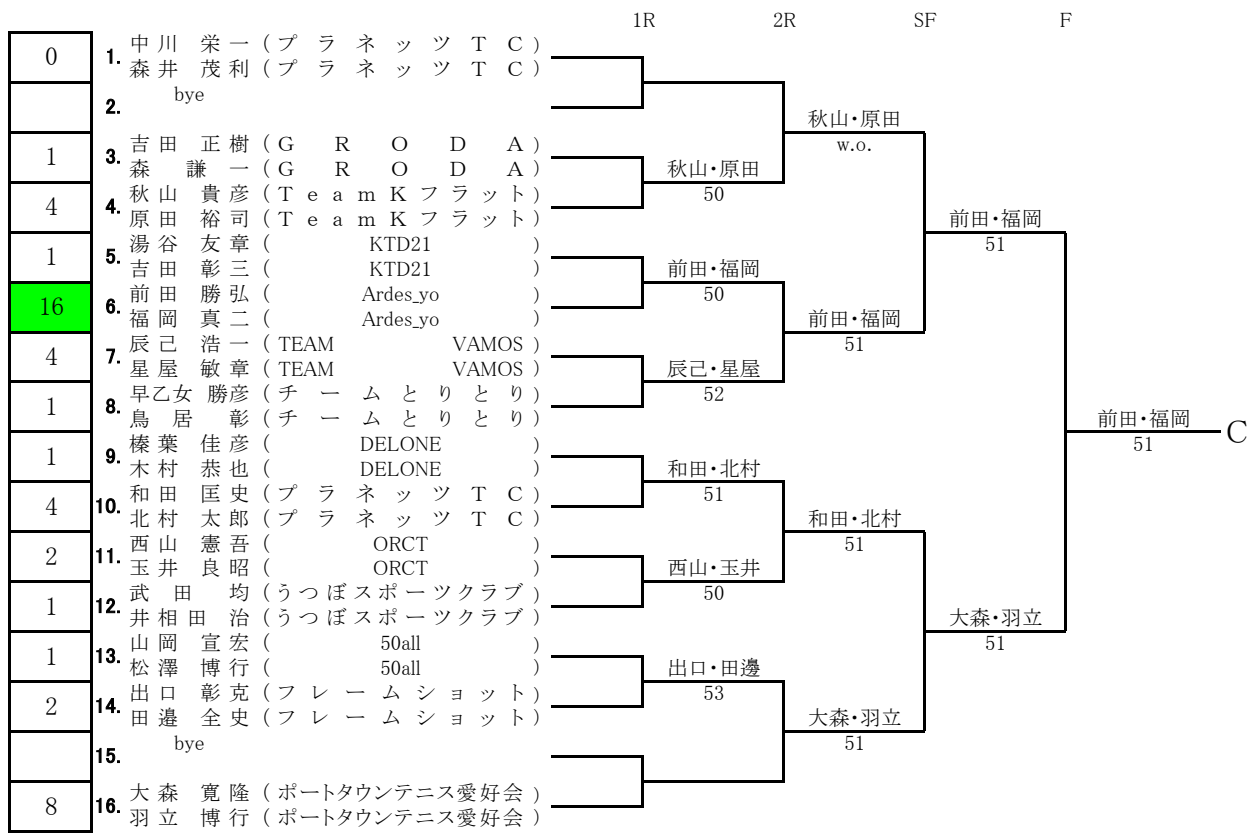 1R 2R SF F
0 1. 中川 栄一 (プラネッツTC)
森井 茂利 (プラネッツTC)
2. bye
秋山・原田
w.o.
1 3. 吉田 正樹 (GRODA)
森 謙一 (GRODA)
秋山・原田
50
4 4. 秋山 貴彦 (TeamKフラット)
原田 裕司 (TeamKフラット)
前田・福岡
51
1 5. 湯谷 友章 (KTD21)
吉田 彰三 (KTD21)
前田・福岡
50
16 6. 前田 勝弘 (Ardes_yo)
福岡 真二 (Ardes_yo)
前田・福岡
51
4 7. 辰己 浩一 (TEAM VAMOS)
星屋 敏章 (TEAM VAMOS)
辰己・星屋
52
1 8. 早乙女 勝彦 (チームとりとり)
鳥居 彰 (チームとりとり)
前田・福岡
51
C
1 9. 榛葉 佳彦 (DELONE)
木村 恭也 (DELONE)
和田・北村
51
4 10. 和田 匡史 (プラネッツTC)
北村 太郎 (プラネッツTC)
和田・北村
51
2 11. 西山 憲吾 (ORCT)
玉井 良昭 (ORCT)
西山・玉井
50
1 12. 武田 均 (うつぼスポーツクラブ)
井相田 治 (うつぼスポーツクラブ)
大森・羽立
51
1 13. 山岡 宣宏 (50all)
松澤 博行 (50all)
出口・田邊
53
2 14. 出口 彰克 (フレームショット)
田邉 全史 (フレームショット)
大森・羽立
51
15. bye
8 16. 大森 寛隆 (ポートタウンテニス愛好会)
羽立 博行 (ポートタウンテニス愛好会)